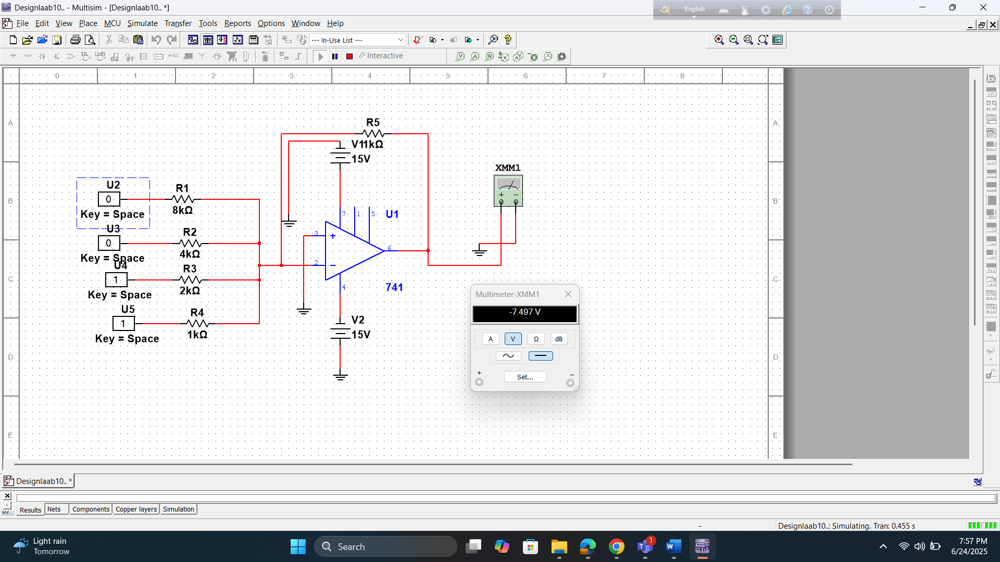 Designlaab10.. - Multisim - [Designlaab10.. *]
English
File Edit View Place MCU Simulate Transfer Tools Reports Options Window Help
--- In-Use List ---
MISC
Interactive
0 1 2 3 4 5 6 7 8
A
B
C
D
E
A
B
C
D
E
R5
V11kΩ
15V
XMM1
+ −
U2
0
Key = Space
R1
8kΩ
U3
0
Key = Space
R2
4kΩ
U4
1
Key = Space
R3
2kΩ
U5
1
Key = Space
R4
1kΩ
7 1 5 U1
3
+
6
2
−
4
741
V2
15V
Multimeter-XMM1
-7.497 V
A V Ω dB
+ −
Set...
Designlaab10.. *
Results Nets Components Copper layers Simulation
-
Designlaab10..: Simulating. Tran: 0.455 s
Light rain
Tomorrow
Search
1
7:57 PM
6/24/2025